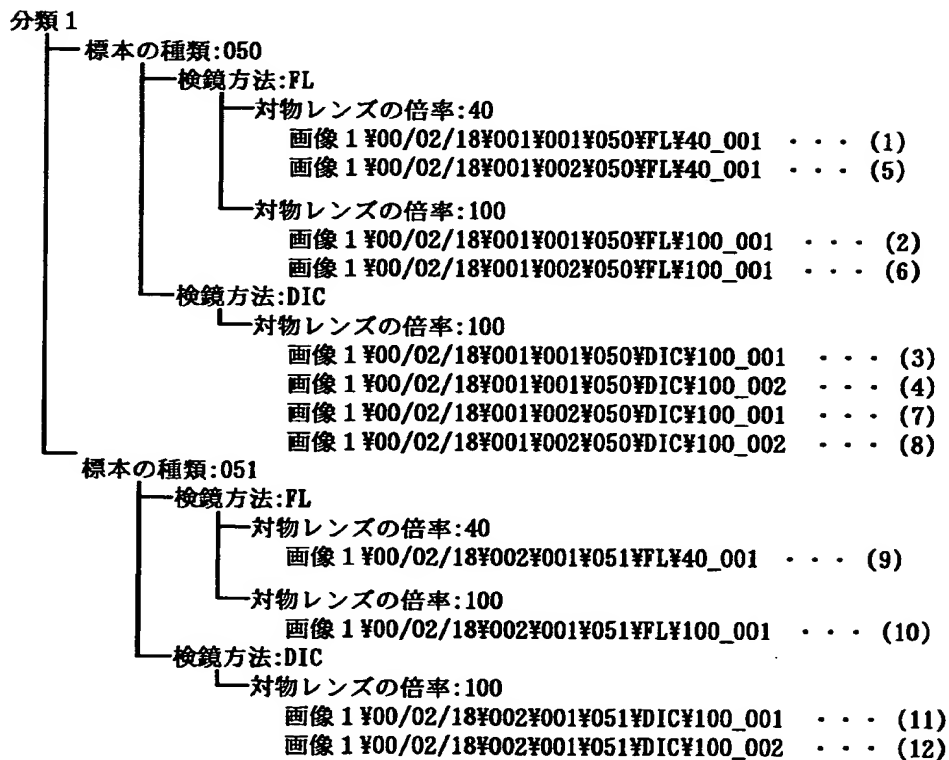 分類１
標本の種類:050
検鏡方法:FL
対物レンズの倍率:40
画像１¥00/02/18¥001¥001¥050¥FL¥40_001 ・・・ (1)
画像１¥00/02/18¥001¥002¥050¥FL¥40_001 ・・・ (5)
対物レンズの倍率:100
画像１¥00/02/18¥001¥001¥050¥FL¥100_001 ・・・ (2)
画像１¥00/02/18¥001¥002¥050¥FL¥100_001 ・・・ (6)
検鏡方法:DIC
対物レンズの倍率:100
画像１¥00/02/18¥001¥001¥050¥DIC¥100_001 ・・・ (3)
画像１¥00/02/18¥001¥001¥050¥DIC¥100_002 ・・・ (4)
画像１¥00/02/18¥001¥002¥050¥DIC¥100_001 ・・・ (7)
画像１¥00/02/18¥001¥002¥050¥DIC¥100_002 ・・・ (8)
標本の種類:051
検鏡方法:FL
対物レンズの倍率:40
画像１¥00/02/18¥002¥001¥051¥FL¥40_001 ・・・ (9)
対物レンズの倍率:100
画像１¥00/02/18¥002¥001¥051¥FL¥100_001 ・・・ (10)
検鏡方法:DIC
対物レンズの倍率:100
画像１¥00/02/18¥002¥001¥051¥DIC¥100_001 ・・・ (11)
画像１¥00/02/18¥002¥001¥051¥DIC¥100_002 ・・・ (12)